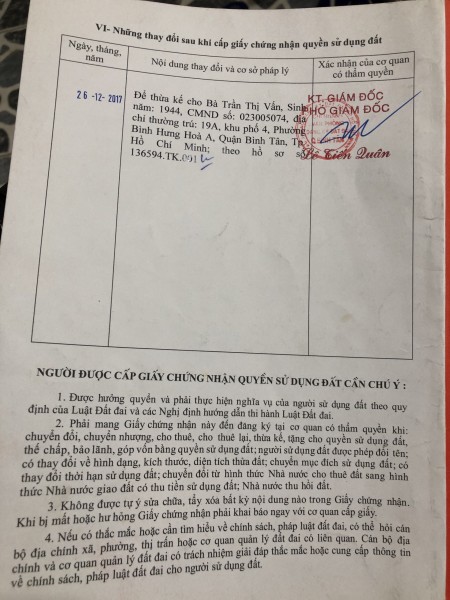 VI- Những thay đổi sau khi cấp giấy chứng nhận quyền sử dụng đất
Ngày, tháng, năm
Nội dung thay đổi và cơ sở pháp lý
Xác nhận của cơ quan có thẩm quyền
26-12-2017
Để thừa kế cho Bà Trần Thị Vấn, Sinh
năm: 1944, CMND số: 023005074, địa
chỉ thường trú: 19A, khu phố 4, Phường
Bình Hưng Hoà A, Quận Bình Tân, Tp
Hồ Chí Minh; theo hồ sơ số
136594.TK.001
KT. GIÁM ĐỐC
PHÓ GIÁM ĐỐC
Lê Tiến Quân
NGƯỜI ĐƯỢC CẤP GIẤY CHỨNG NHẬN QUYỀN SỬ DỤNG ĐẤT CẦN CHÚ Ý :
1. Được hưởng quyền và phải thực hiện nghĩa vụ của người sử dụng đất theo quy
định của Luật Đất đai và các Nghị định hướng dẫn thi hành Luật Đất đai.
2. Phải mang Giấy chứng nhận này đến đăng ký tại cơ quan có thẩm quyền khi:
chuyển đổi, chuyển nhượng, cho thuê, cho thuê lại, thừa kế, tặng cho quyền sử dụng đất,
thế chấp, bảo lãnh, góp vốn bằng quyền sử dụng đất; người sử dụng đất được phép đổi tên;
có thay đổi về hình dạng, kích thước, diện tích thửa đất; chuyển mục đích sử dụng đất; có
thay đổi thời hạn sử dụng đất; chuyển đổi từ hình thức Nhà nước cho thuê đất sang hình
thức Nhà nước giao đất có thu tiền sử dụng đất; Nhà nước thu hồi đất.
3. Không được tự ý sửa chữa, tẩy xóa bất kỳ nội dung nào trong Giấy chứng nhận.
Khi bị mất hoặc hư hỏng Giấy chứng nhận phải khai báo ngay với cơ quan cấp giấy.
4. Nếu có thắc mắc hoặc cần tìm hiểu về chính sách, pháp luật đất đai, có thể hỏi cán
bộ địa chính xã, phường, thị trấn hoặc cơ quan quản lý đất đai có liên quan. Cán bộ địa
chính và cơ quan quản lý đất đai có trách nhiệm giải đáp thắc mắc hoặc cung cấp thông tin
về chính sách, pháp luật đất đai cho người sử dụng đất.